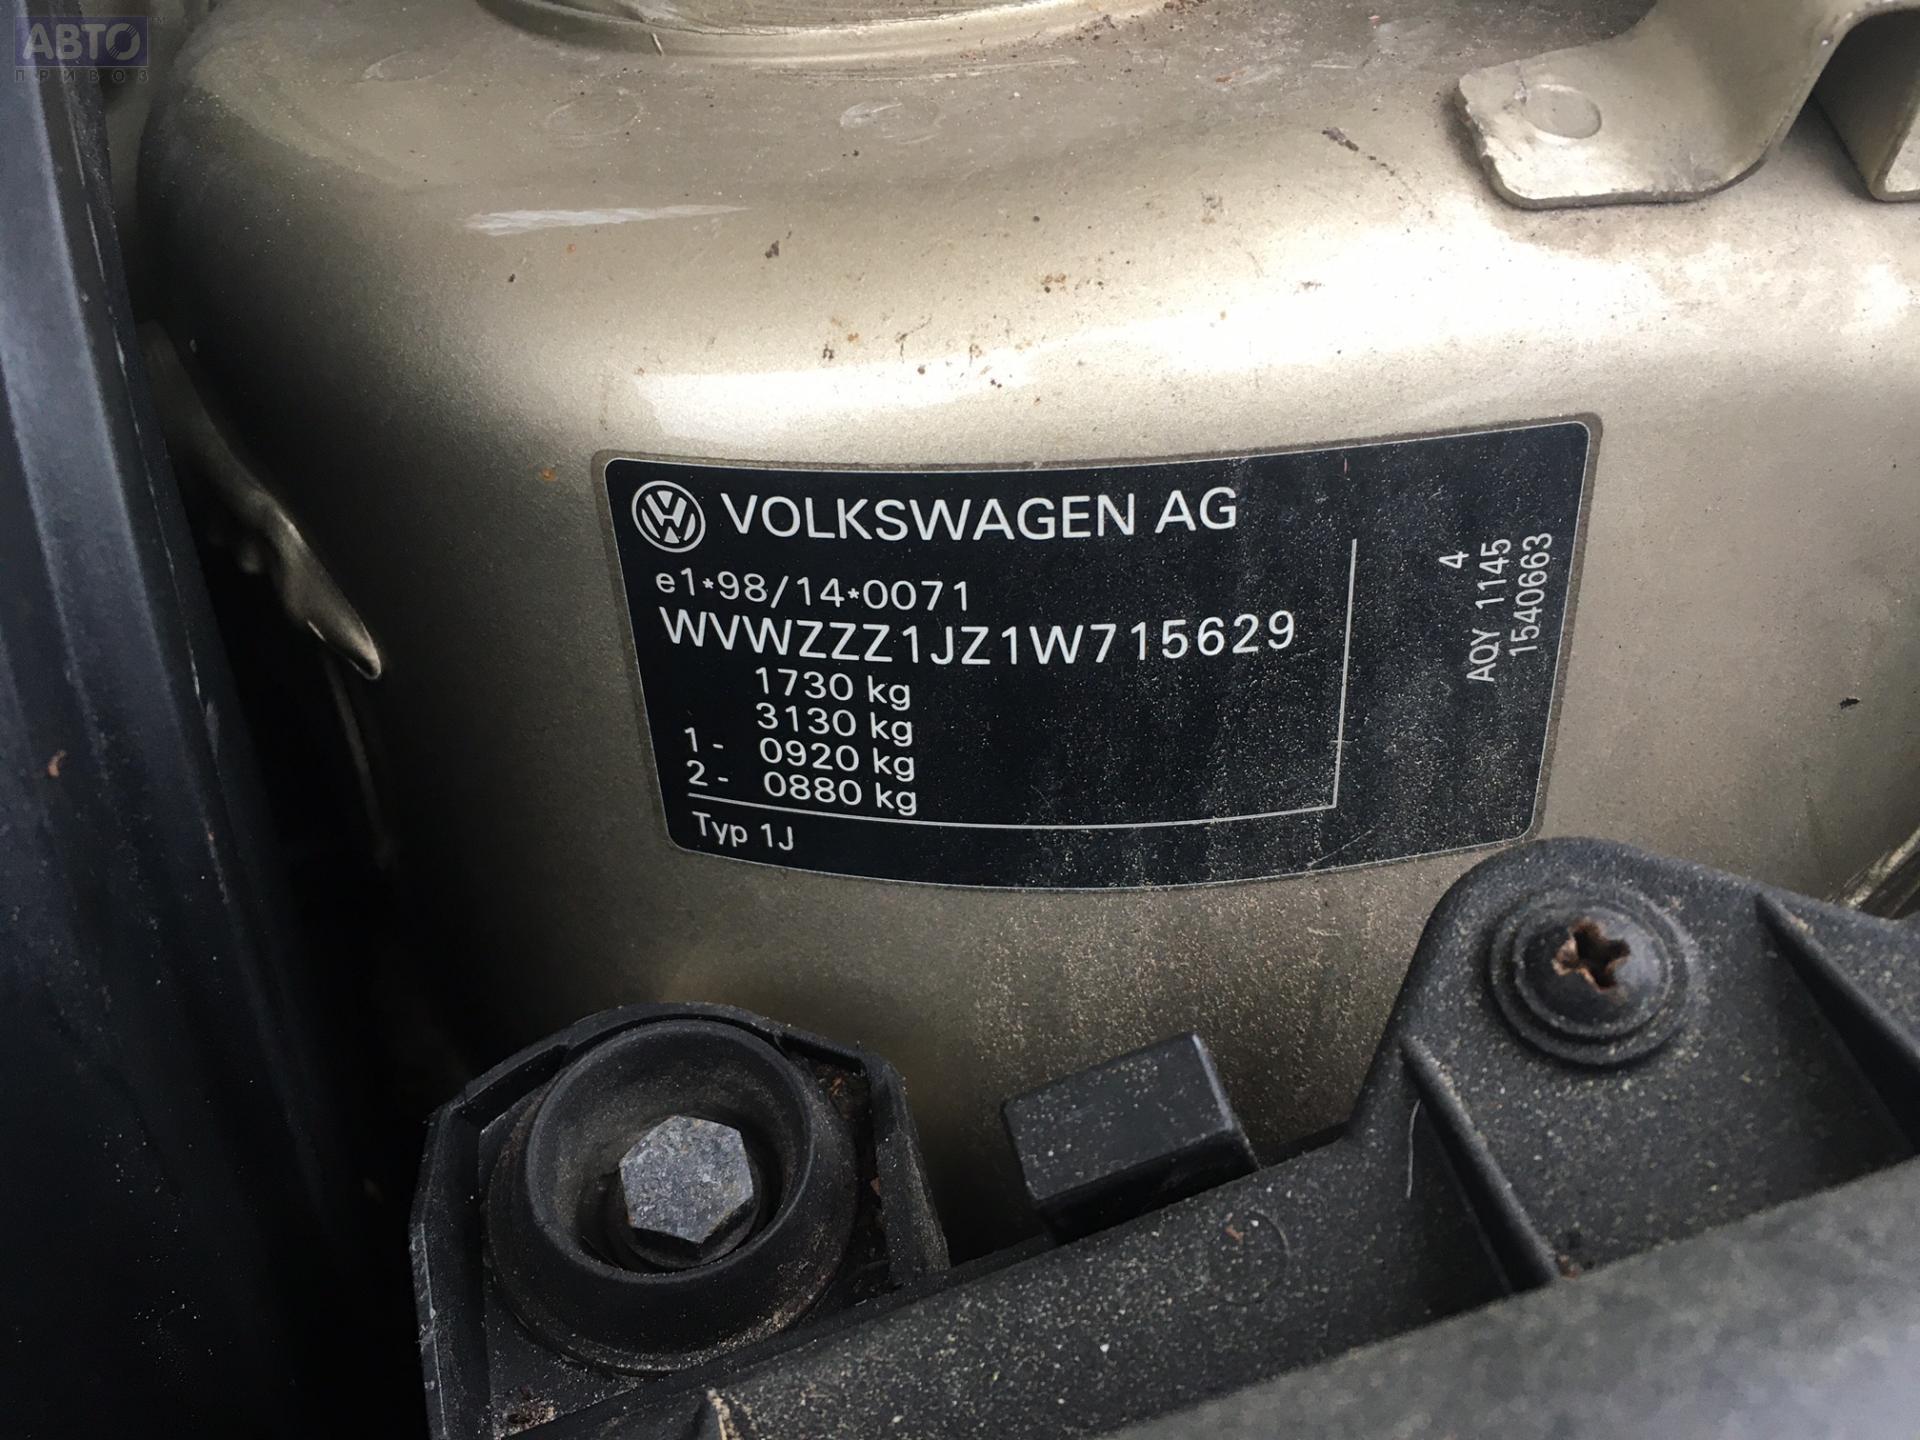 АВТО
ПРИВОЗ
VOLKSWAGEN AG
e1*98/14*0071
WVWZZZ1JZ1W715629
1730 kg
3130 kg
1 - 0920 kg
2 - 0880 kg
Typ 1J
4
AQY 1145
1540663